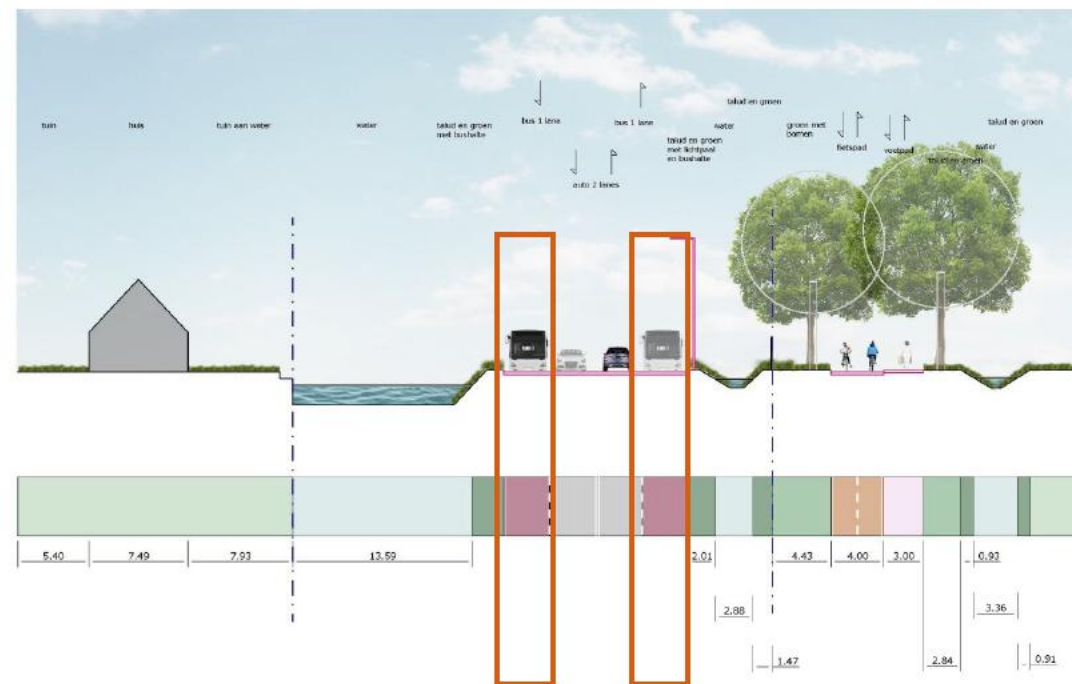 tuin
huis
tuin aan water
water
talud en groen
met bushalte
bus 1 lane
auto 2 lanes
bus 1 lane
talud en groen
met lichtpaal
en bushalte
water
talud en groen
groen met
bomen
fietspad
voetpad
talud en groen
water
talud en groen
5.40
7.49
7.93
13.59
2.01
4.43
4.00
3.00
0.93
2.88
3.36
1.47
2.84
0.91